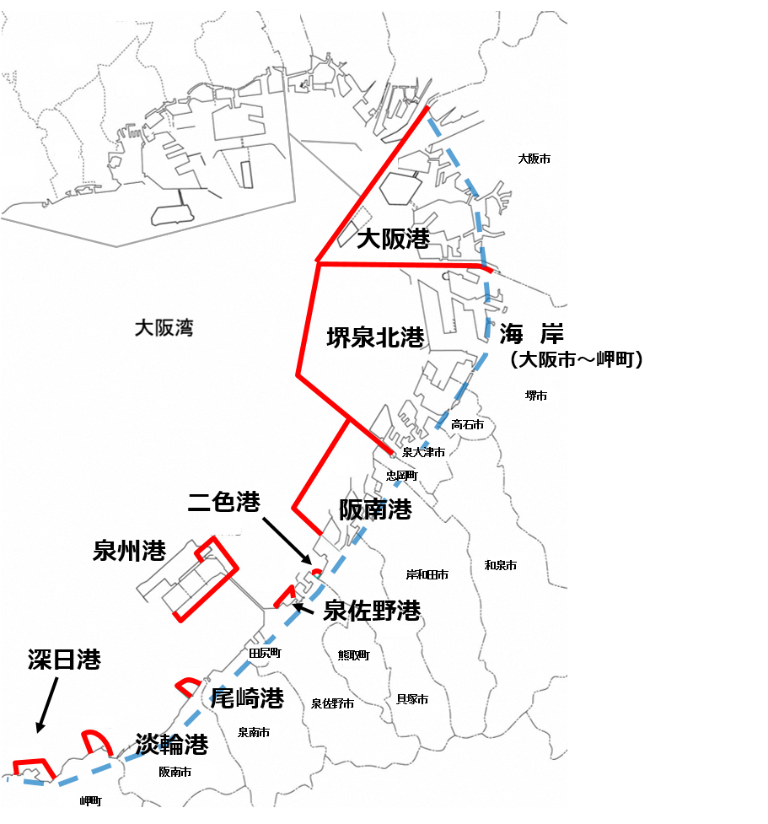 大阪市
大阪港
大阪湾
堺泉北港
海 岸
（大阪市～岬町）
堺市
高石市
泉大津市
忠岡町
二色港
阪南港
泉州港
和泉市
岸和田市
泉佐野港
田尻町
熊取町
深日港
尾崎港
泉佐野市
貝塚市
泉南市
淡輪港
阪南市
岬町